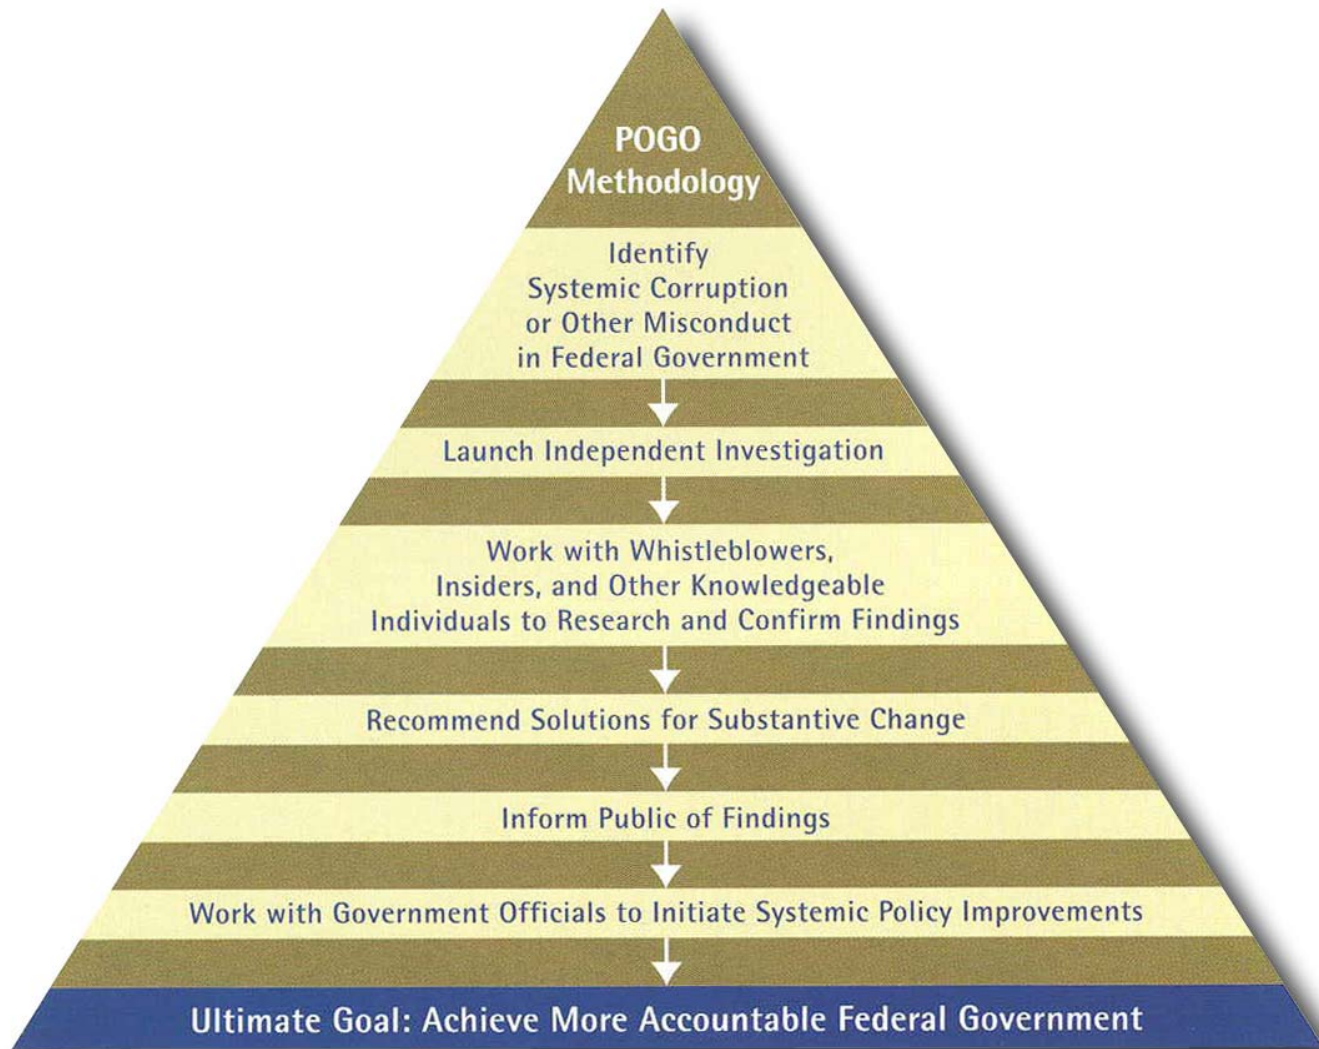 POGO
Methodology
Identify
Systemic Corruption
or Other Misconduct
in Federal Government
Launch Independent Investigation
Work with Whistleblowers,
Insiders, and Other Knowledgeable
Individuals to Research and Confirm Findings
Recommend Solutions for Substantive Change
Inform Public of Findings
Work with Government Officials to Initiate Systemic Policy Improvements
Ultimate Goal: Achieve More Accountable Federal Government